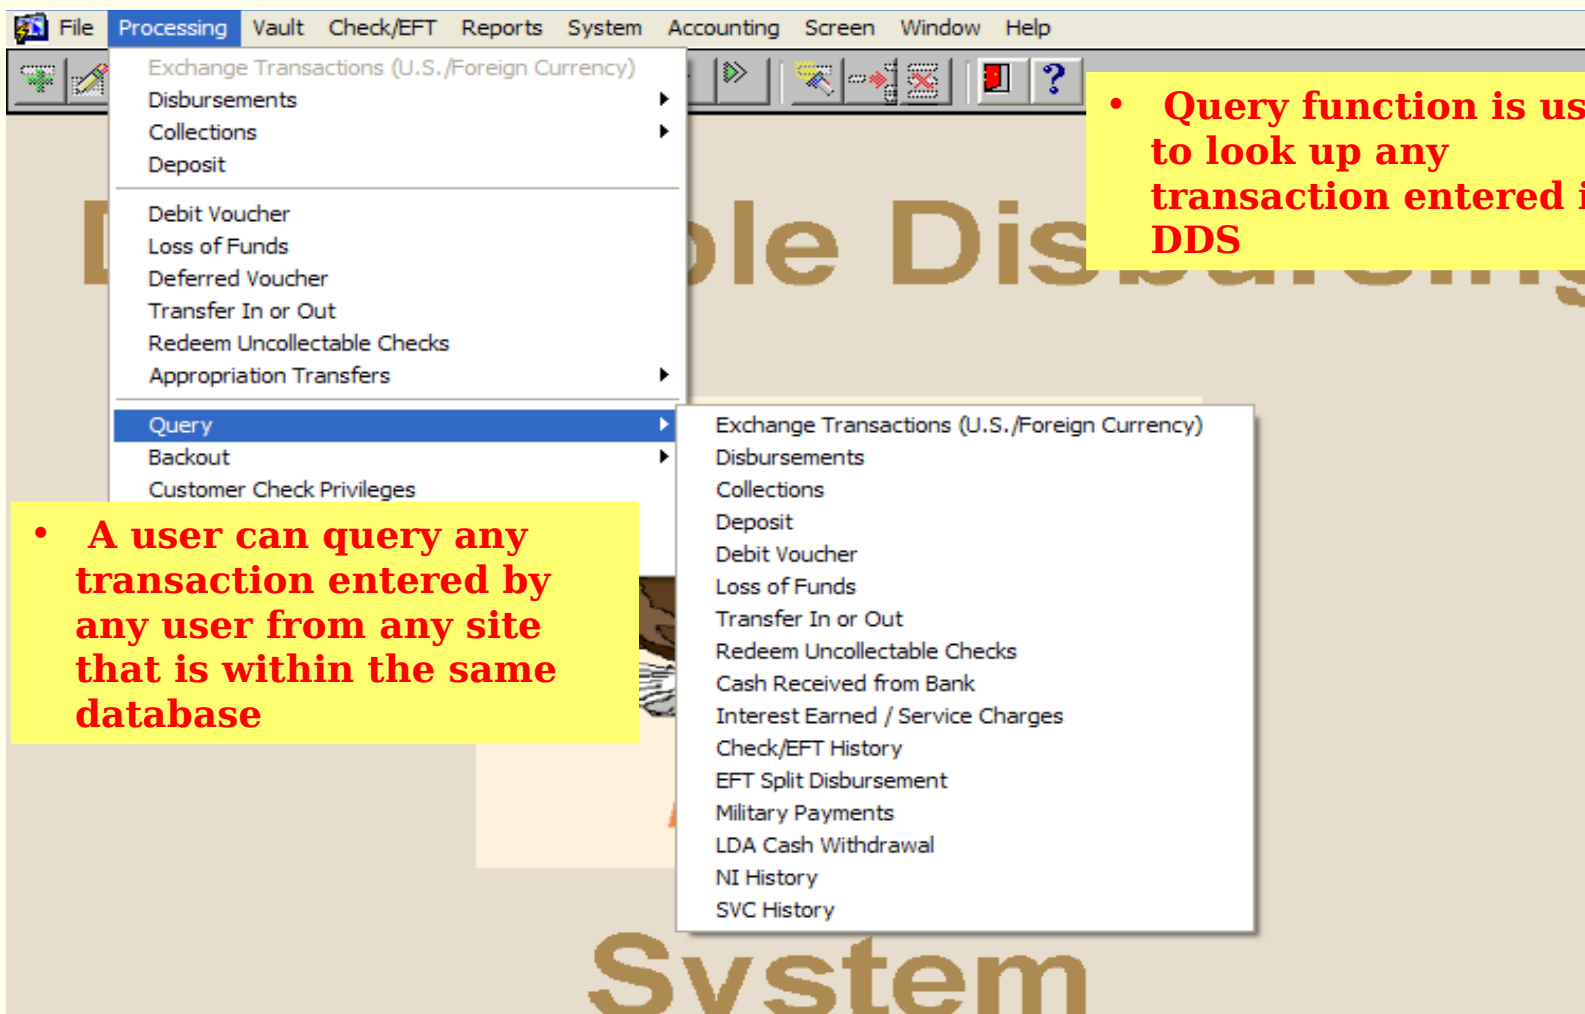 File Processing Vault Check/EFT Reports System Accounting Screen Window Help
Exchange Transactions (U.S./Foreign Currency)
Disbursements
Collections
Deposit
Debit Voucher
Loss of Funds
Deferred Voucher
Transfer In or Out
Redeem Uncollectable Checks
Appropriation Transfers
Query
Backout
Customer Check Privileges
• Query function is us
to look up any
transaction entered i
DDS
• A user can query any
transaction entered by
any user from any site
that is within the same
database
Exchange Transactions (U.S./Foreign Currency)
Disbursements
Collections
Deposit
Debit Voucher
Loss of Funds
Transfer In or Out
Redeem Uncollectable Checks
Cash Received from Bank
Interest Earned / Service Charges
Check/EFT History
EFT Split Disbursement
Military Payments
LDA Cash Withdrawal
NI History
SVC History
System